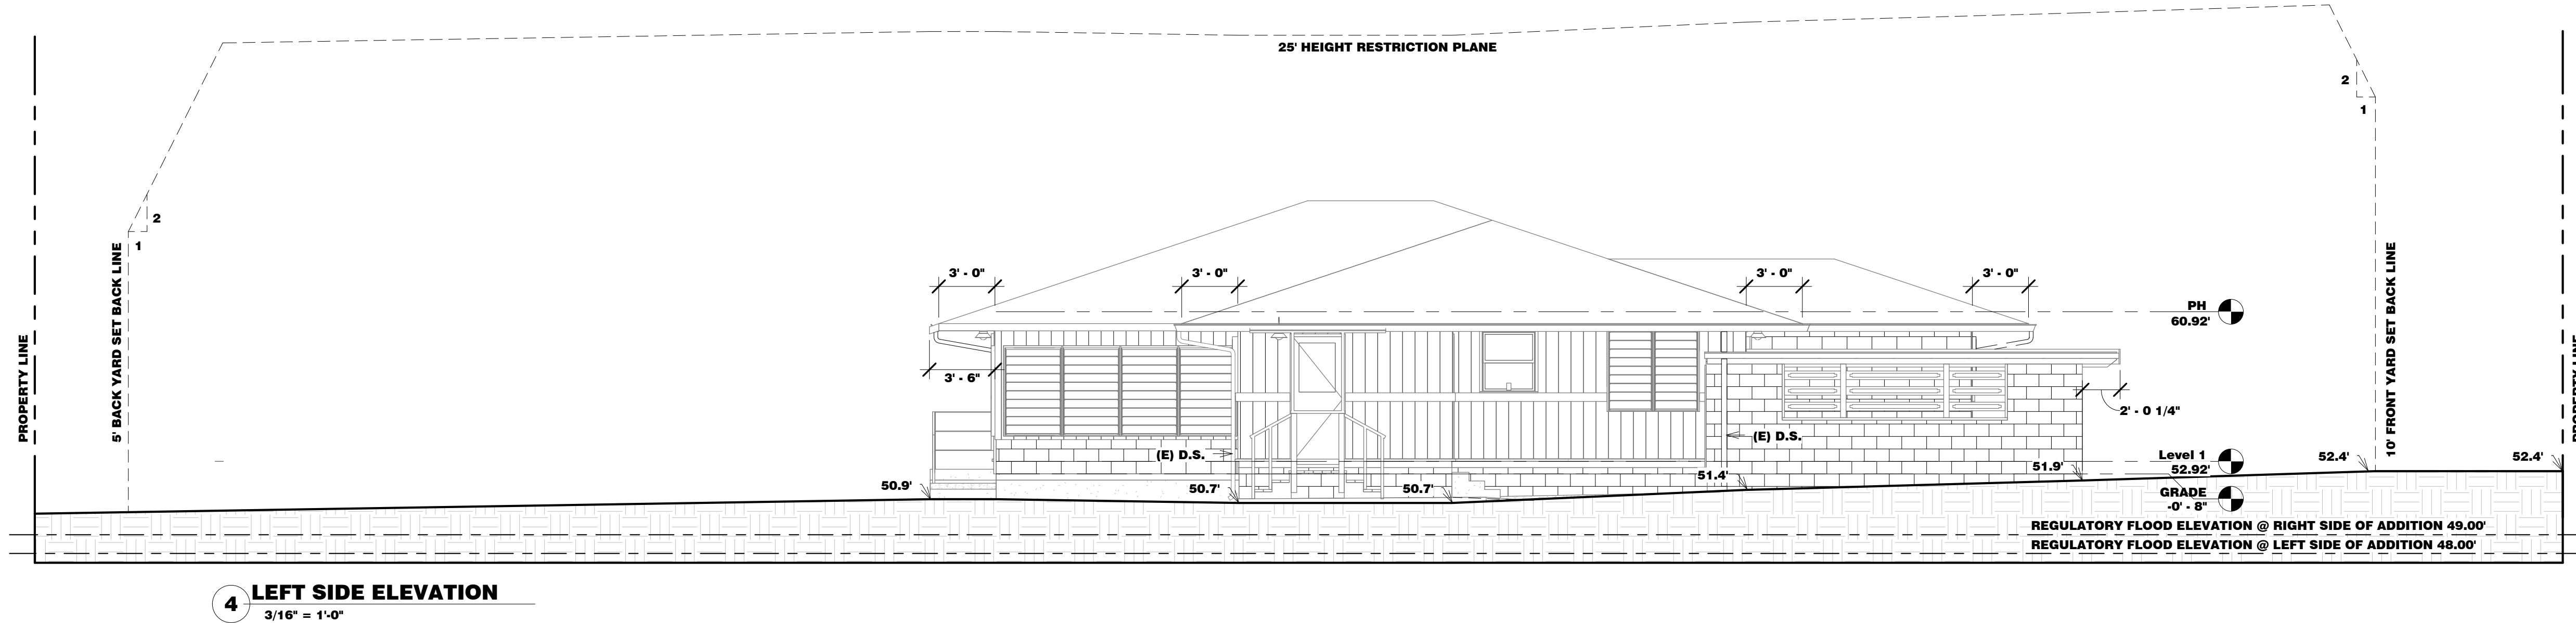 25' HEIGHT RESTRICTION PLANE
2
1
2
1
PROPERTY LINE
5' BACK YARD SET BACK LINE
10' FRONT YARD SET BACK LINE
PROPERTY LINE
3' - 0"
3' - 0"
3' - 0"
3' - 0"
PH
60.92'
3' - 6"
2' - 0 1/4"
(E) D.S.
(E) D.S.
Level 1
52.92'
50.9'
50.7'
50.7'
51.4'
51.9'
52.4'
52.4'
GRADE
-0' - 8"
REGULATORY FLOOD ELEVATION @ RIGHT SIDE OF ADDITION 49.00'
REGULATORY FLOOD ELEVATION @ LEFT SIDE OF ADDITION 48.00'
4
LEFT SIDE ELEVATION
3/16" = 1'-0"